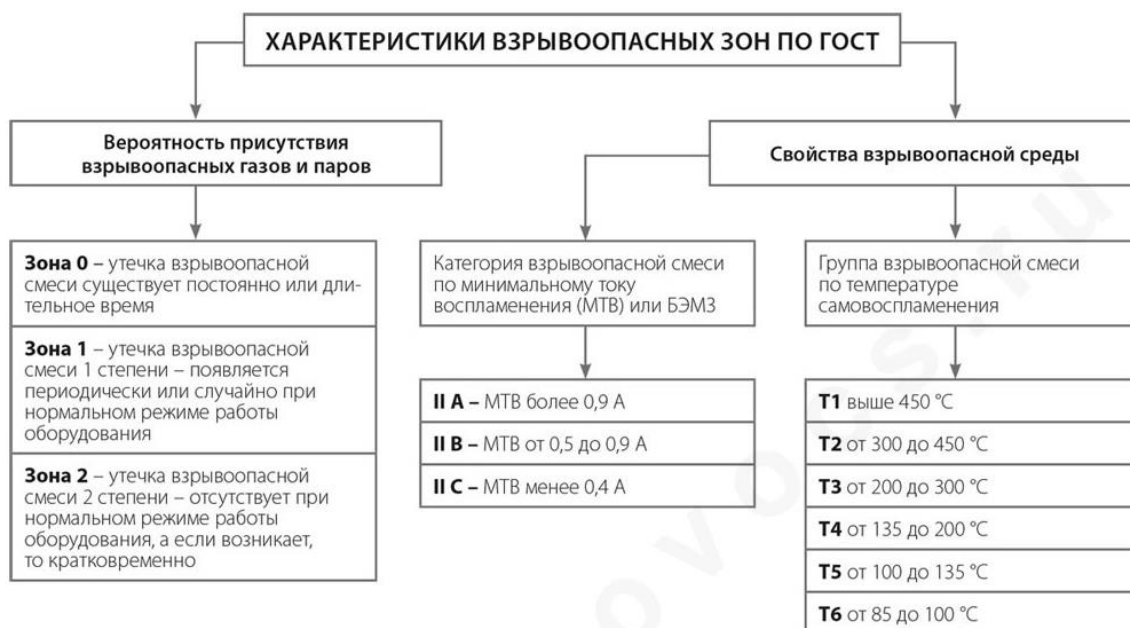 ХАРАКТЕРИСТИКИ ВЗРЫВООПАСНЫХ ЗОН ПО ГОСТ
Вероятность присутствия
взрывоопасных газов и паров
Зона 0 – утечка взрывоопасной
смеси существует постоянно или дли-
тельное время
Зона 1 – утечка взрывоопасной
смеси 1 степени – появляется
периодически или случайно при
нормальном режиме работы
оборудования
Зона 2 – утечка взрывоопасной
смеси 2 степени – отсутствует при
нормальном режиме работы
оборудования, а если возникает,
то кратковременно
Свойства взрывоопасной среды
Категория взрывоопасной смеси
по минимальному току
воспламенения (МТВ) или БЭМЗ
II A – МТВ более 0,9 А
II B – МТВ от 0,5 до 0,9 А
II C – МТВ менее 0,4 А
Группа взрывоопасной смеси
по температуре
самовоспламенения
T1 выше 450 °C
T2 от 300 до 450 °C
T3 от 200 до 300 °C
T4 от 135 до 200 °C
T5 от 100 до 135 °C
T6 от 85 до 100 °C